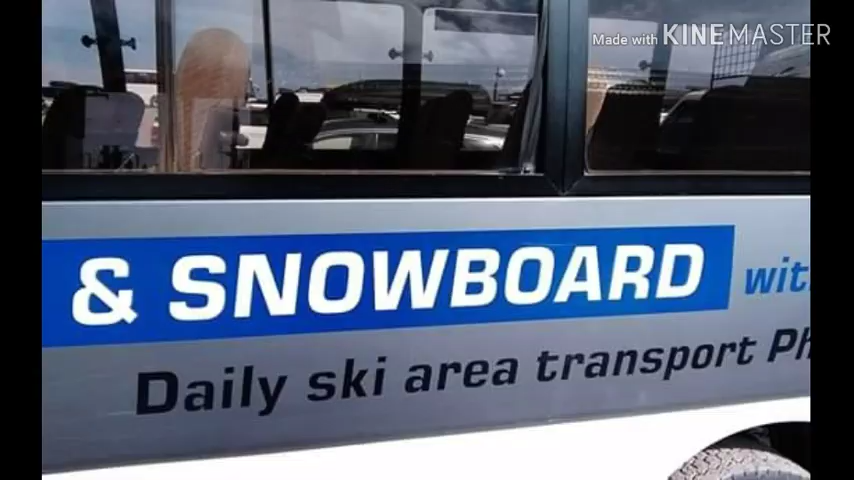 Made with KINEMASTER
& SNOWBOARD
Daily ski area transport